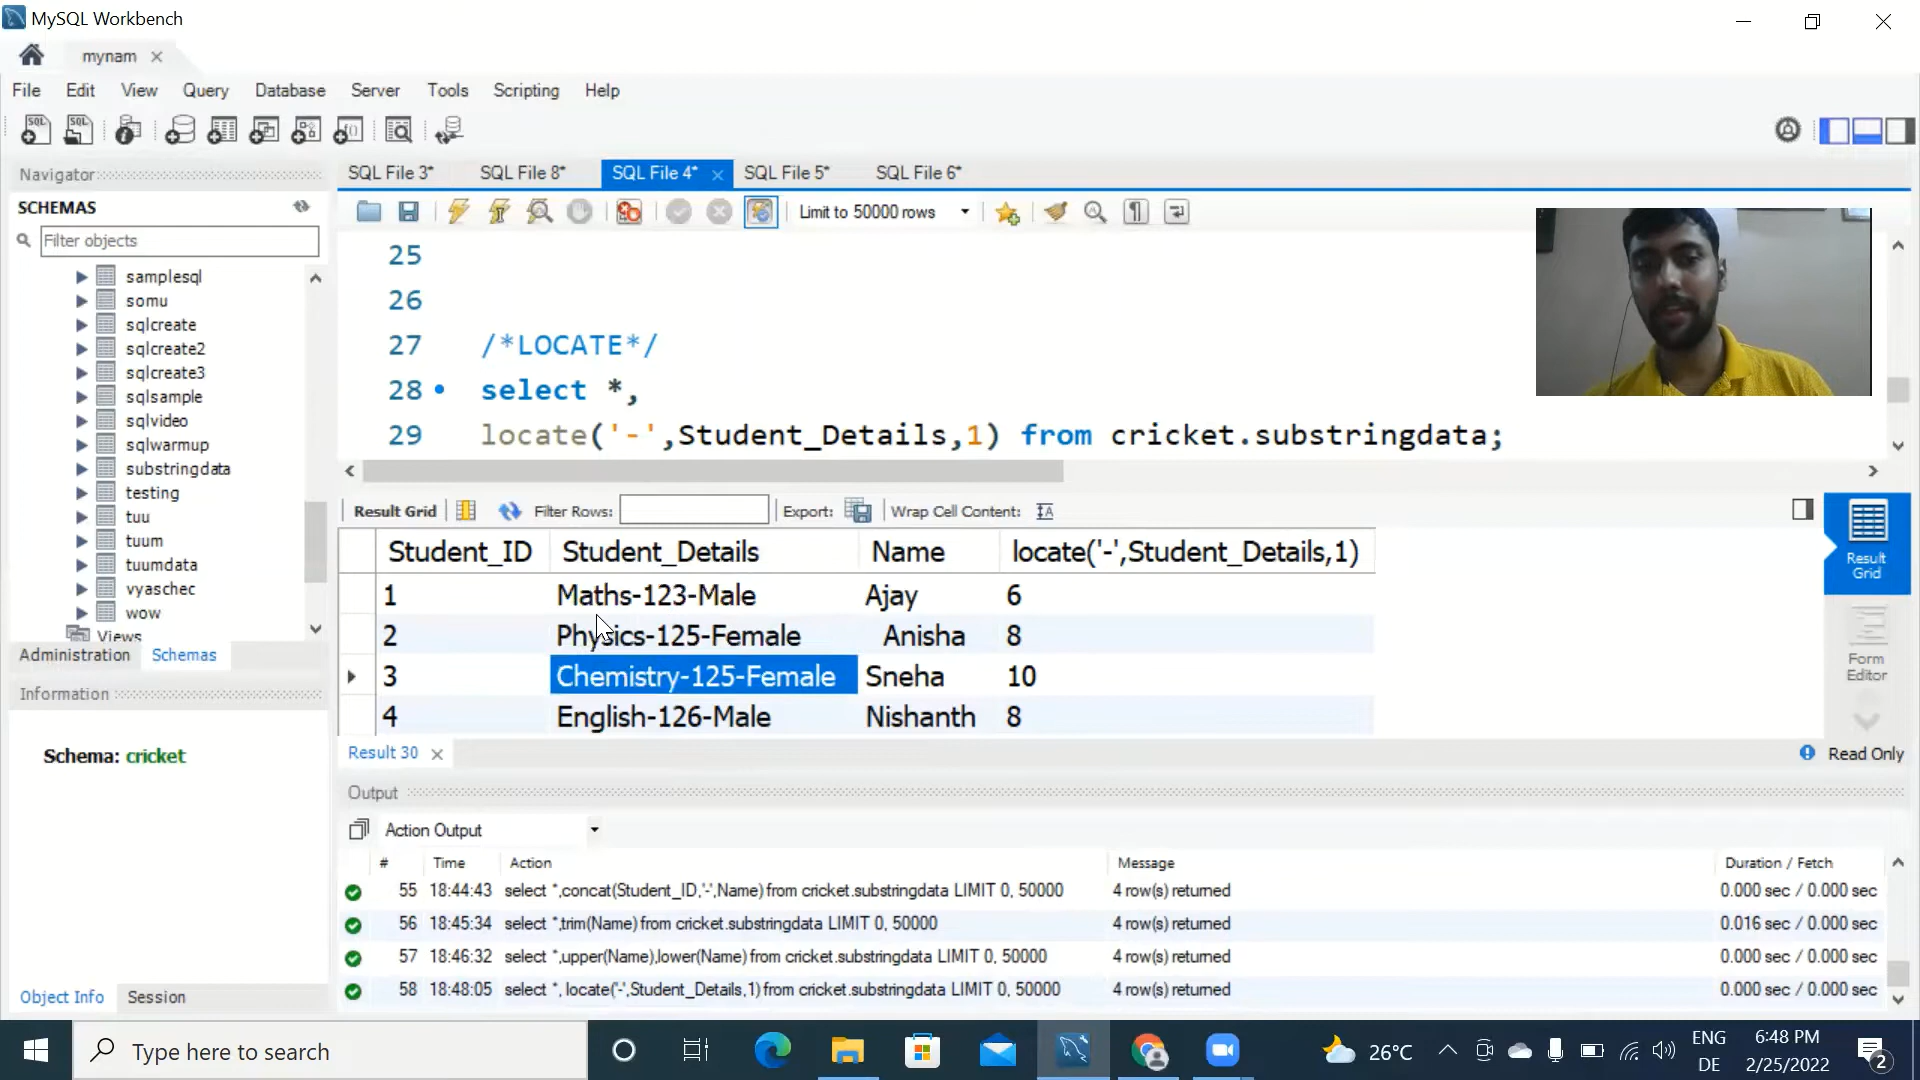 MySQL Workbench
mynam
File Edit View Query Database Server Tools Scripting Help
Navigator
SCHEMAS
Filter objects
samplesql
somu
sqlcreate
sqlcreate2
sqlcreate3
sqlsample
sqlvideo
sqlwarmup
substringdata
testing
tuu
tuum
tuumdata
vyaschec
wow
Views
Administration Schemas
Information
Schema: cricket
Object Info Session
SQL File 3* SQL File 8* SQL File 4* SQL File 5* SQL File 6*
Limit to 50000 rows
25
26
27 /*LOCATE*/
28 select *,
29 locate('-',Student_Details,1) from cricket.substringdata;
Result Grid Filter Rows: Export: Wrap Cell Content:
Student_ID Student_Details Name locate('-',Student_Details,1)
1 Maths-123-Male Ajay 6
2 Physics-125-Female Anisha 8
3 Chemistry-125-Female Sneha 10
4 English-126-Male Nishanth 8
Result Grid
Form Editor
Result 30
Read Only
Output
Action Output
# Time Action Message Duration / Fetch
55 18:44:43 select *,concat(Student_ID,'-',Name) from cricket.substringdata LIMIT 0, 50000 4 row(s) returned 0.000 sec / 0.000 sec
56 18:45:34 select *,trim(Name) from cricket.substringdata LIMIT 0, 50000 4 row(s) returned 0.016 sec / 0.000 sec
57 18:46:32 select *,upper(Name),lower(Name) from cricket.substringdata LIMIT 0, 50000 4 row(s) returned 0.000 sec / 0.000 sec
58 18:48:05 select *, locate('-',Student_Details,1) from cricket.substringdata LIMIT 0, 50000 4 row(s) returned 0.000 sec / 0.000 sec
Type here to search
26°C
ENG
DE
6:48 PM
2/25/2022
2